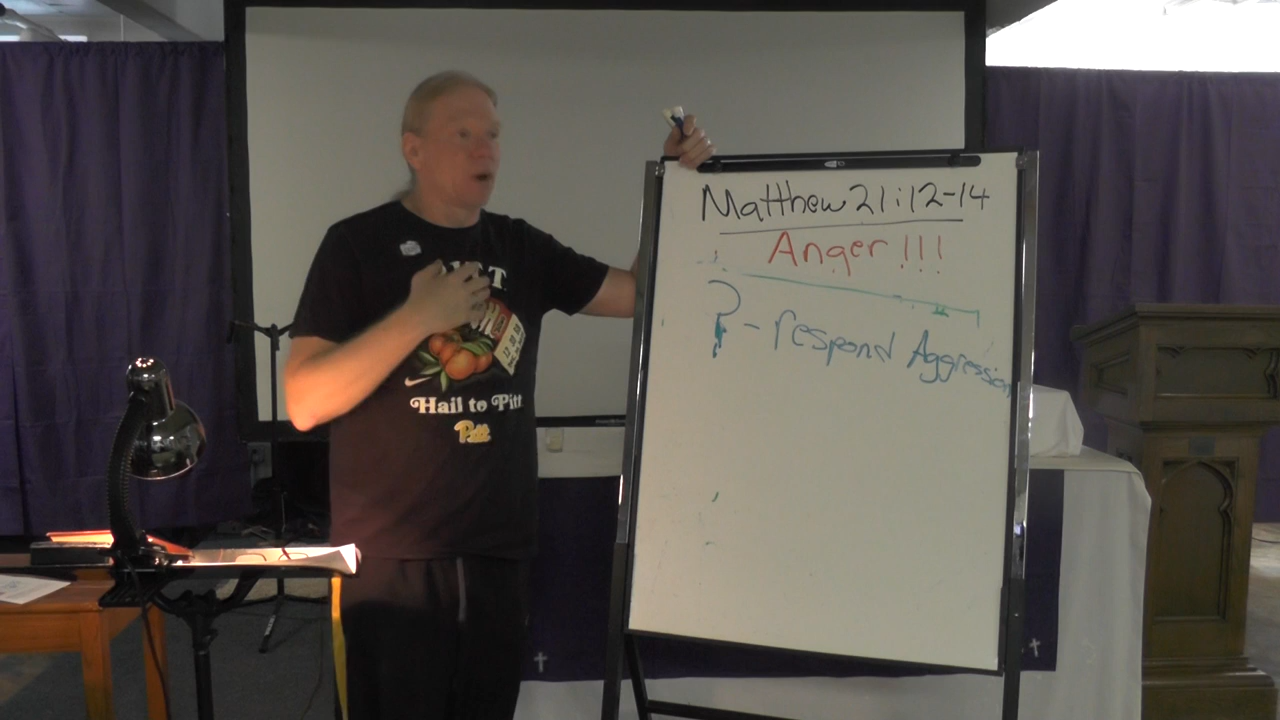 Matthew 21:12-14
Anger!!!
? - respond Aggression
Hail to Pitt
Pitt